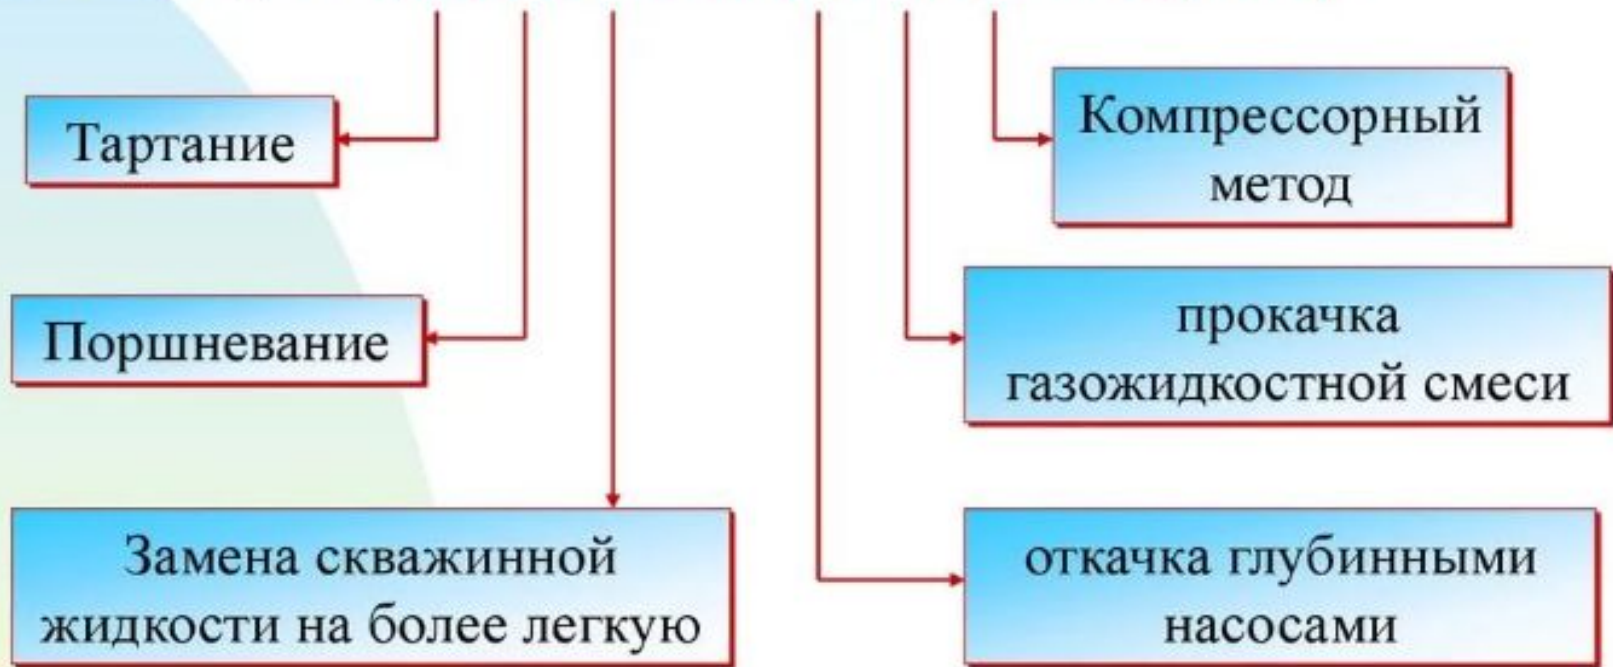 Тартание
Поршневание
Замена скважинной
жидкости на более легкую
Компрессорный
метод
прокачка
газожидкостной смеси
откачка глубинными
насосами